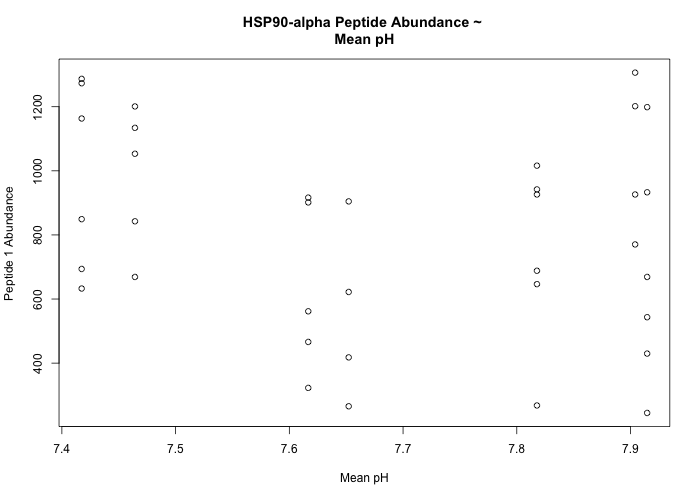 HSP90-alpha Peptide Abundance ~
Mean pH
Peptide 1 Abundance
1200
1000
800
600
400
7.4 7.5 7.6 7.7 7.8 7.9
Mean pH